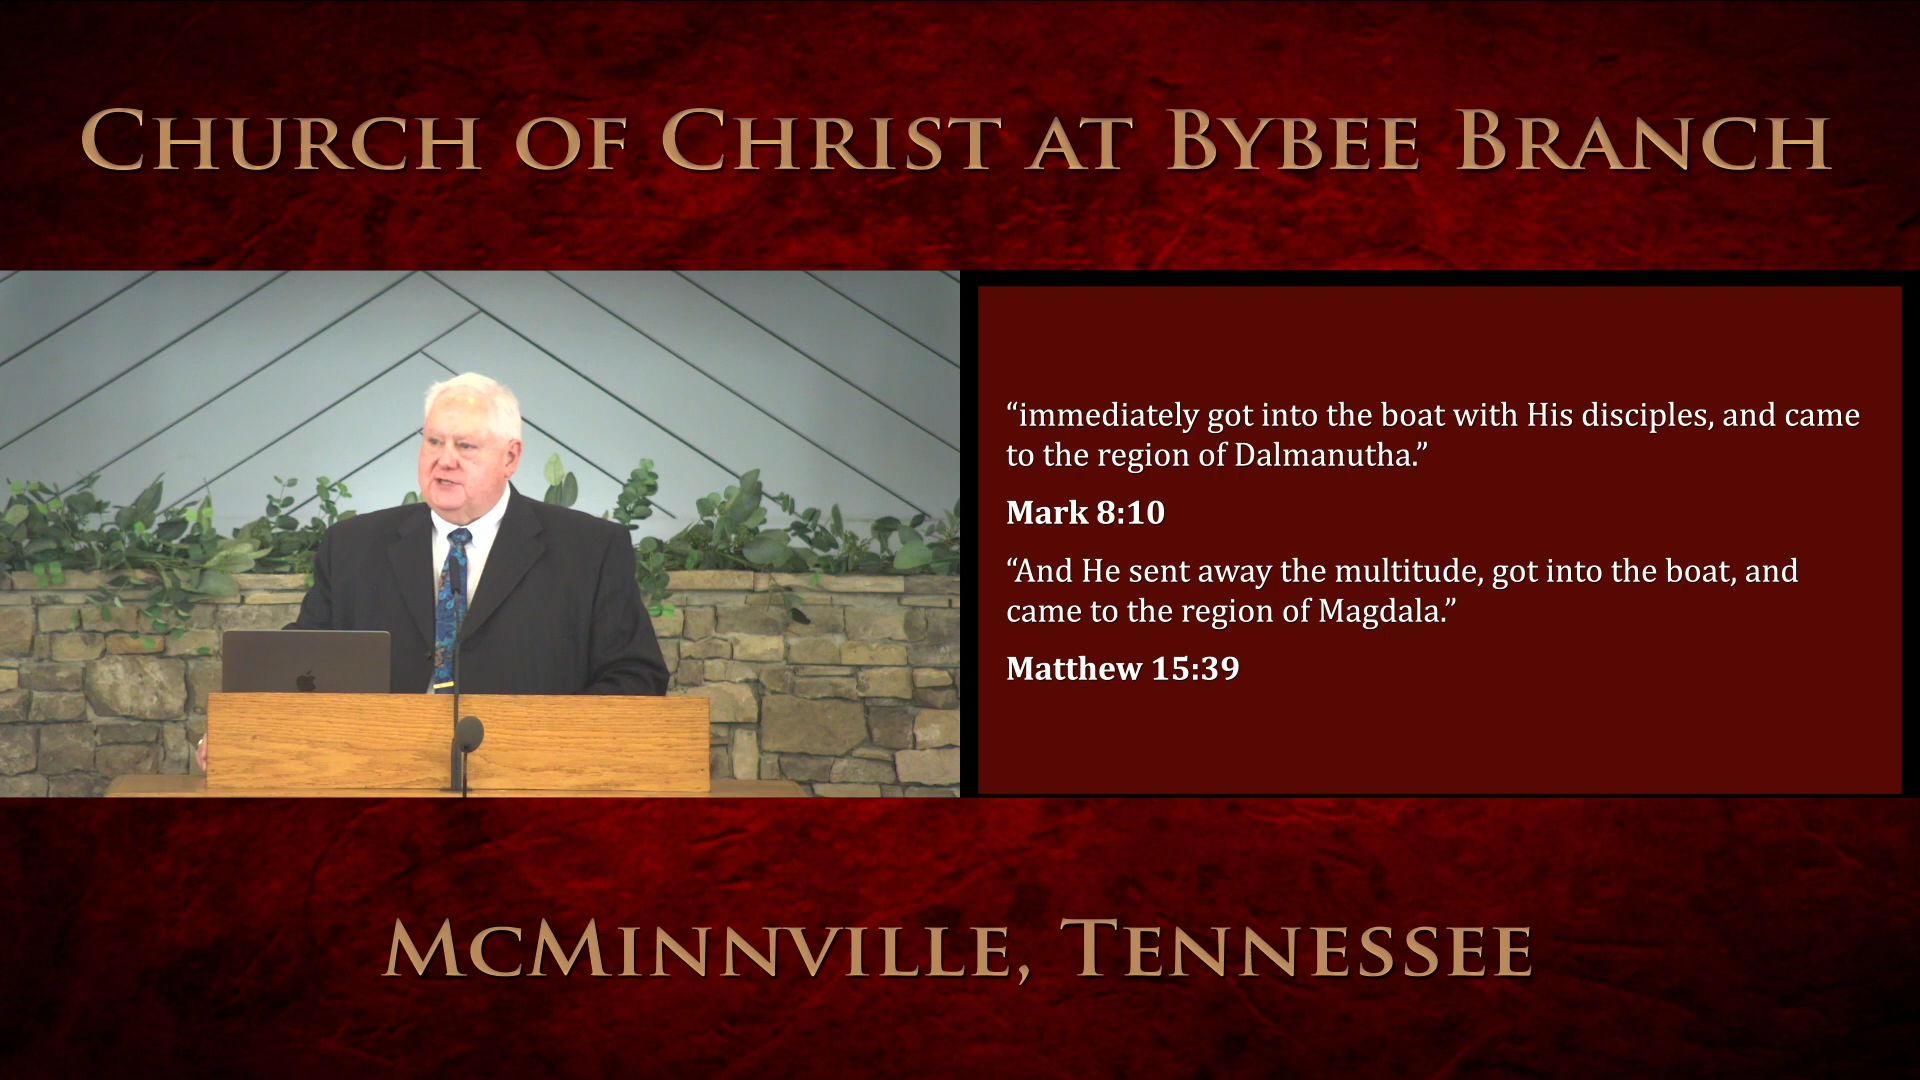 Church of Christ at Bybee Branch
“immediately got into the boat with His disciples, and came
to the region of Dalmanutha.”
Mark 8:10
“And He sent away the multitude, got into the boat, and
came to the region of Magdala.”
Matthew 15:39
McMinnville, Tennessee